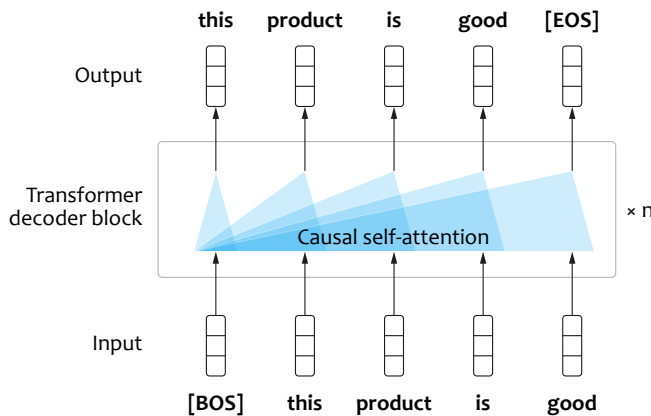 this product is good [EOS]
Output
Transformer
decoder block
× n
Causal self-attention
Input
[BOS] this product is good